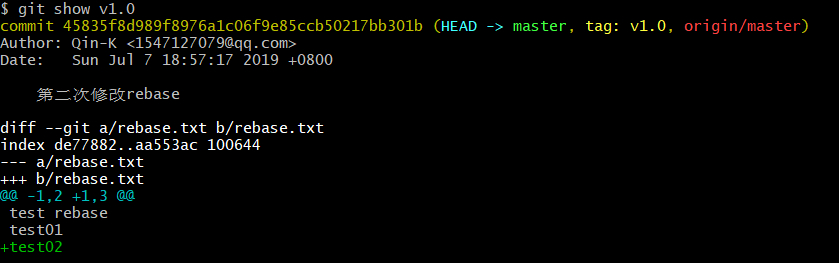 $ git show v1.0
commit 45835f8d989f8976a1c06f9e85ccb50217bb301b (HEAD -> master, tag: v1.0, origin/master)
Author: Qin-K <1547127079@qq.com>
Date:   Sun Jul 7 18:57:17 2019 +0800
    第二次修改rebase
diff --git a/rebase.txt b/rebase.txt
index de77882..aa553ac 100644
--- a/rebase.txt
+++ b/rebase.txt
@@ -1,2 +1,3 @@
 test rebase
 test01
+test02